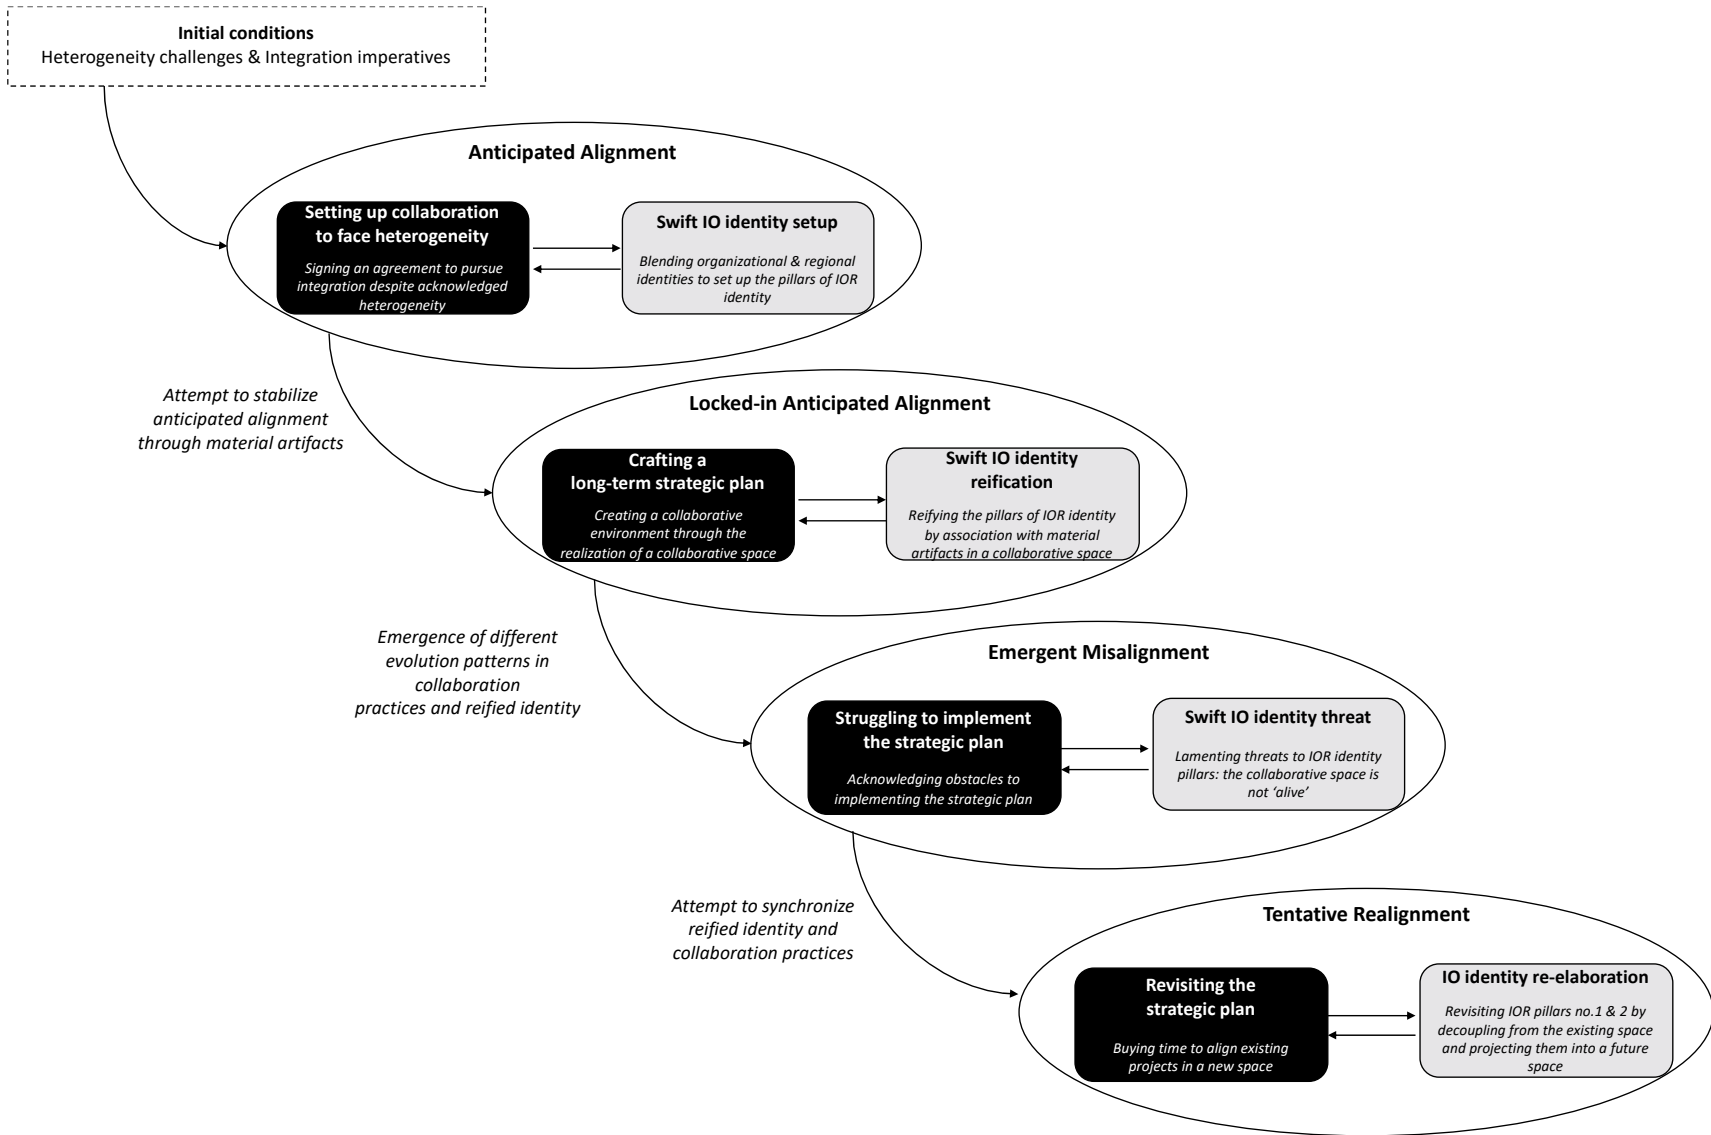 Initial conditions
Heterogeneity challenges & Integration imperatives
Anticipated Alignment
Setting up collaboration
to face heterogeneity
Signing an agreement to pursue
integration despite acknowledged
heterogeneity
Swift IO identity setup
Blending organizational & regional
identities to set up the pillars of IOR
identity
Attempt to stabilize
anticipated alignment
through material artifacts
Locked-in Anticipated Alignment
Crafting a
long-term strategic plan
Creating a collaborative
environment through the
realization of a collaborative space
Swift IO identity
reification
Reifying the pillars of IOR identity
by association with material
artifacts in a collaborative space
Emergence of different
evolution patterns in
collaboration
practices and reified identity
Emergent Misalignment
Struggling to implement
the strategic plan
Acknowledging obstacles to
implementing the strategic plan
Swift IO identity threat
Lamenting threats to IOR identity
pillars: the collaborative space is
not ‘alive’
Attempt to synchronize
reified identity and
collaboration practices
Tentative Realignment
Revisiting the
strategic plan
Buying time to align existing
projects in a new space
IO identity re-elaboration
Revisiting IOR pillars no.1 & 2 by
decoupling from the existing space
and projecting them into a future
space